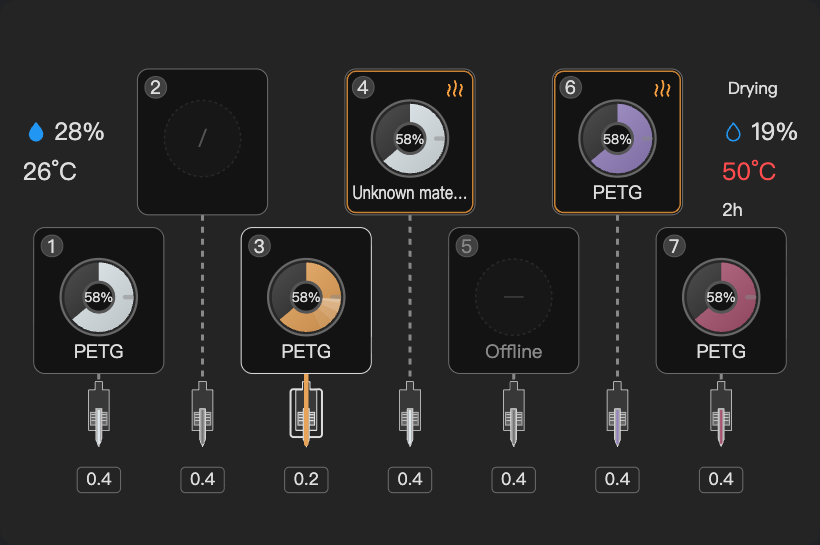 2
4
6
Drying
28%
/
58%
58%
19%
26°C
Unknown mate...
PETG
50°C
2h
1
3
5
7
58%
58%
—
58%
PETG
PETG
Offline
PETG
0.4
0.4
0.2
0.4
0.4
0.4
0.4